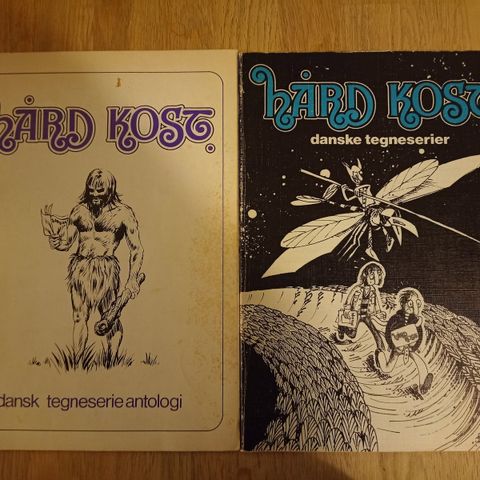 HÅRD KOST.
dansk tegneserie antologi
HÅRD KOST
danske tegneserier